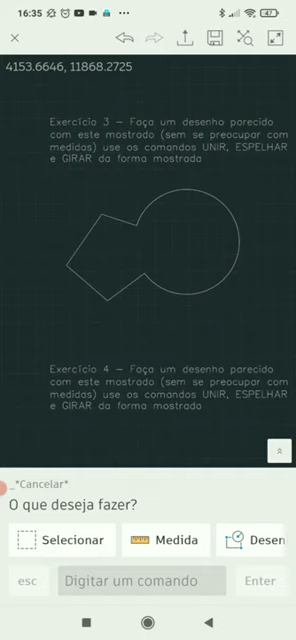 16:35
47
4153.6646, 11868.2725
Exercício 3 – Faça um desenho parecido
com este mostrado (sem se preocupar com
medidas) use os comandos UNIR, ESPELHAR
e GIRAR da forma mostrada
Exercício 4 – Faça um desenho parecido
com este mostrado (sem se preocupar com
medidas) use os comandos UNIR, ESPELHAR
e GIRAR da forma mostrada
_*Cancelar*
O que deseja fazer?
Selecionar Medida Desen
esc Digitar um comando Enter